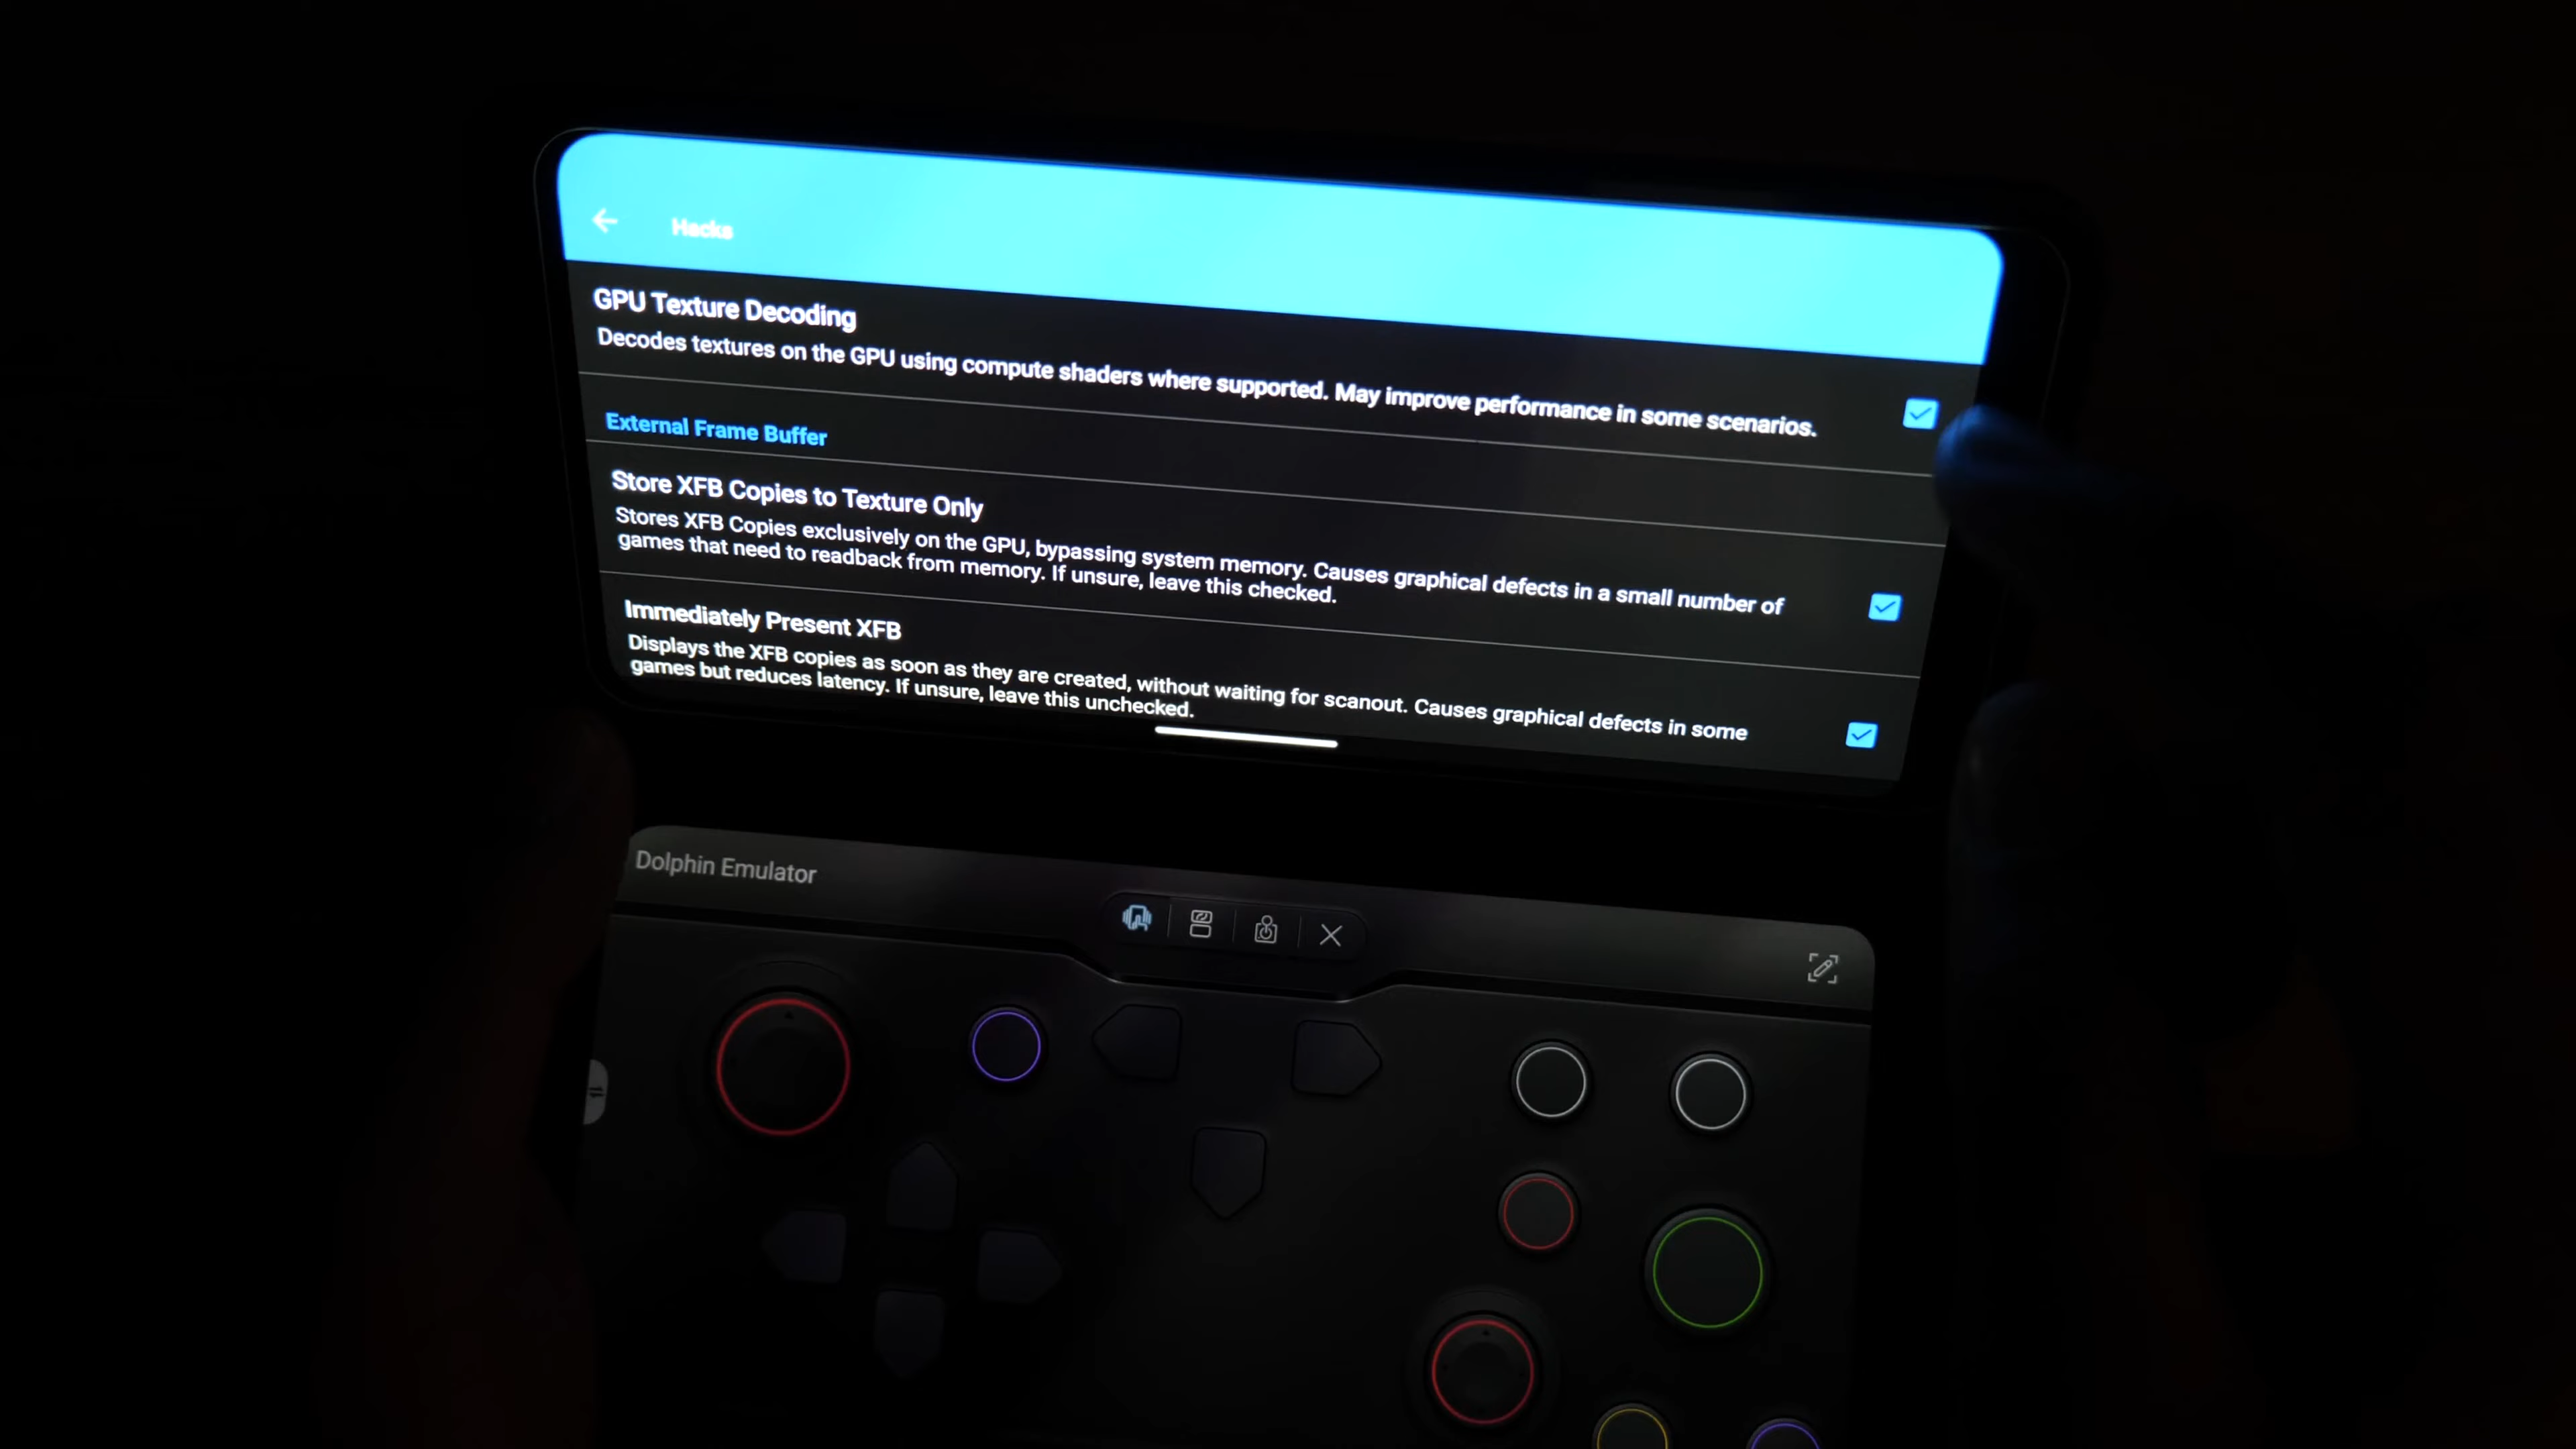 Hacks
GPU Texture Decoding
Decodes textures on the GPU using compute shaders where supported. May improve performance in some scenarios.
External Frame Buffer
Store XFB Copies to Texture Only
Stores XFB Copies exclusively on the GPU, bypassing system memory. Causes graphical defects in a small number of
games that need to readback from memory. If unsure, leave this checked.
Immediately Present XFB
Displays the XFB copies as soon as they are created, without waiting for scanout. Causes graphical defects in some
games but reduces latency. If unsure, leave this unchecked.
Dolphin Emulator